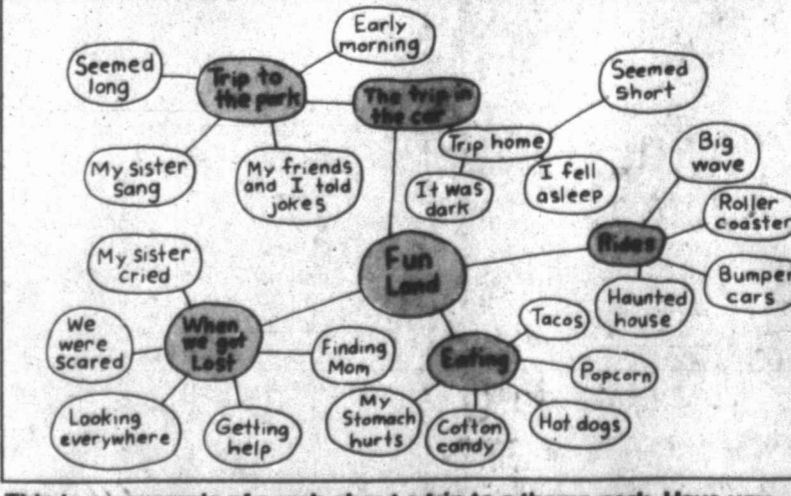 Early
morning
Seemed
long
Trip to
the park
The trip in
the car
Seemed
short
My sister
sang
My friends
and I told
jokes
Trip home
It was
dark
I fell
asleep
Big
wave
Roller
coaster
Rides
Bumper
cars
Haunted
house
Fun
Land
My sister
cried
We
were
scared
When
we got
Lost
Finding
Mom
Looking
everywhere
Getting
help
Eating
Tacos
Popcorn
Hot dogs
Cotton
candy
My
Stomach
hurts